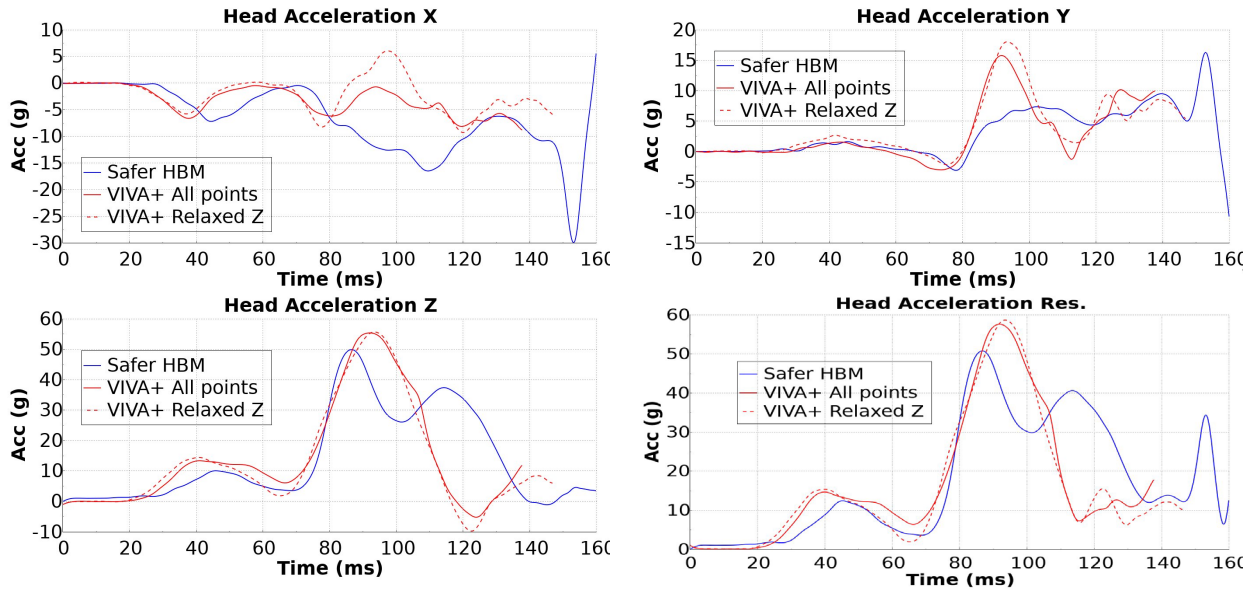 Head Acceleration X
Acc (g)
10
5
0
-5
-10
-15
-20
-25
-30
Safer HBM
VIVA+ All points
VIVA+ Relaxed Z
0 20 40 60 80 100 120 140 160
Time (ms)
Head Acceleration Y
Acc (g)
20
15
10
5
0
-5
-10
-15
Safer HBM
VIVA+ All points
VIVA+ Relaxed Z
0 20 40 60 80 100 120 140 160
Time (ms)
Head Acceleration Z
Acc (g)
60
50
40
30
20
10
0
-10
Safer HBM
VIVA+ All points
VIVA+ Relaxed Z
0 20 40 60 80 100 120 140 160
Time (ms)
Head Acceleration Res.
Acc (g)
60
50
40
30
20
10
0
Safer HBM
VIVA+ All points
VIVA+ Relaxed Z
0 20 40 60 80 100 120 140 160
Time (ms)